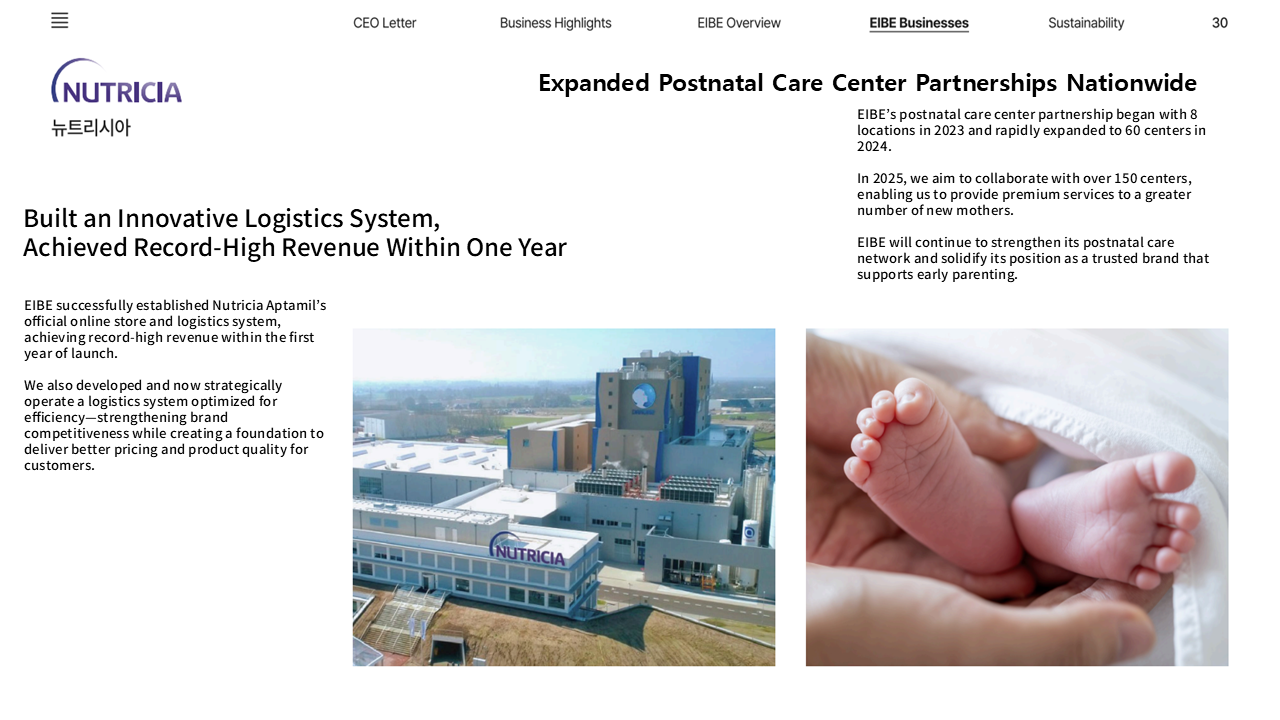 CEO Letter
Business Highlights
EIBE Overview
EIBE Businesses
Sustainability
30
NUTRICIA
뉴트리시아
Expanded Postnatal Care Center Partnerships Nationwide
EIBE’s postnatal care center partnership began with 8
locations in 2023 and rapidly expanded to 60 centers in
2024.
In 2025, we aim to collaborate with over 150 centers,
enabling us to provide premium services to a greater
number of new mothers.
EIBE will continue to strengthen its postnatal care
network and solidify its position as a trusted brand that
supports early parenting.
Built an Innovative Logistics System,
Achieved Record-High Revenue Within One Year
EIBE successfully established Nutricia Aptamil’s
official online store and logistics system,
achieving record-high revenue within the first
year of launch.
We also developed and now strategically
operate a logistics system optimized for
efficiency—strengthening brand
competitiveness while creating a foundation to
deliver better pricing and product quality for
customers.
NUTRICIA